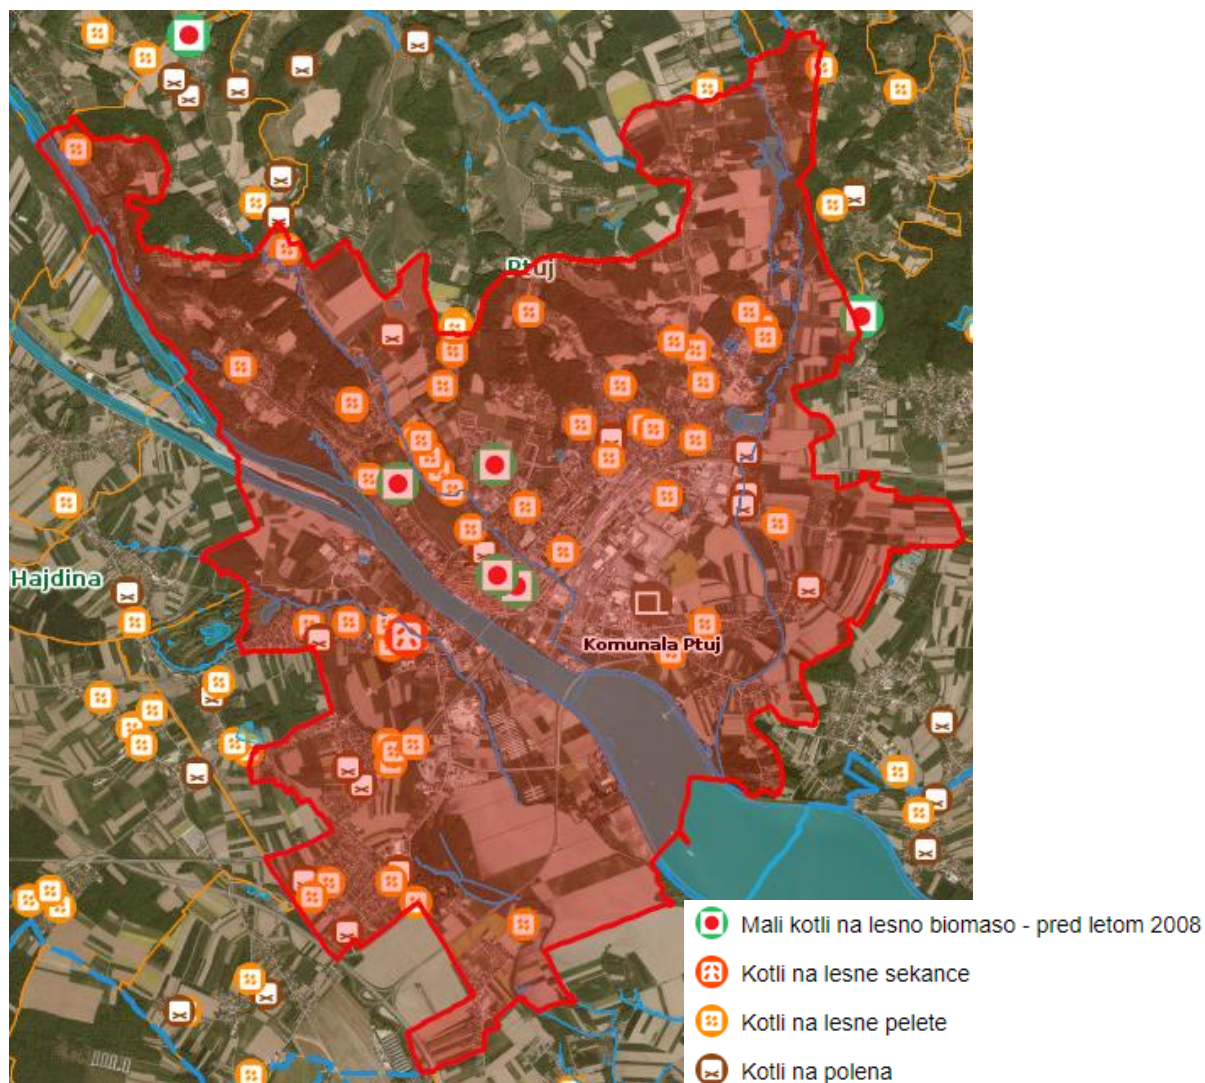 Ptuj
Hajdina
Komunala Ptuj
Mali kotli na lesno biomaso - pred letom 2008
Kotli na lesne sekance
Kotli na lesne pelete
Kotli na polena